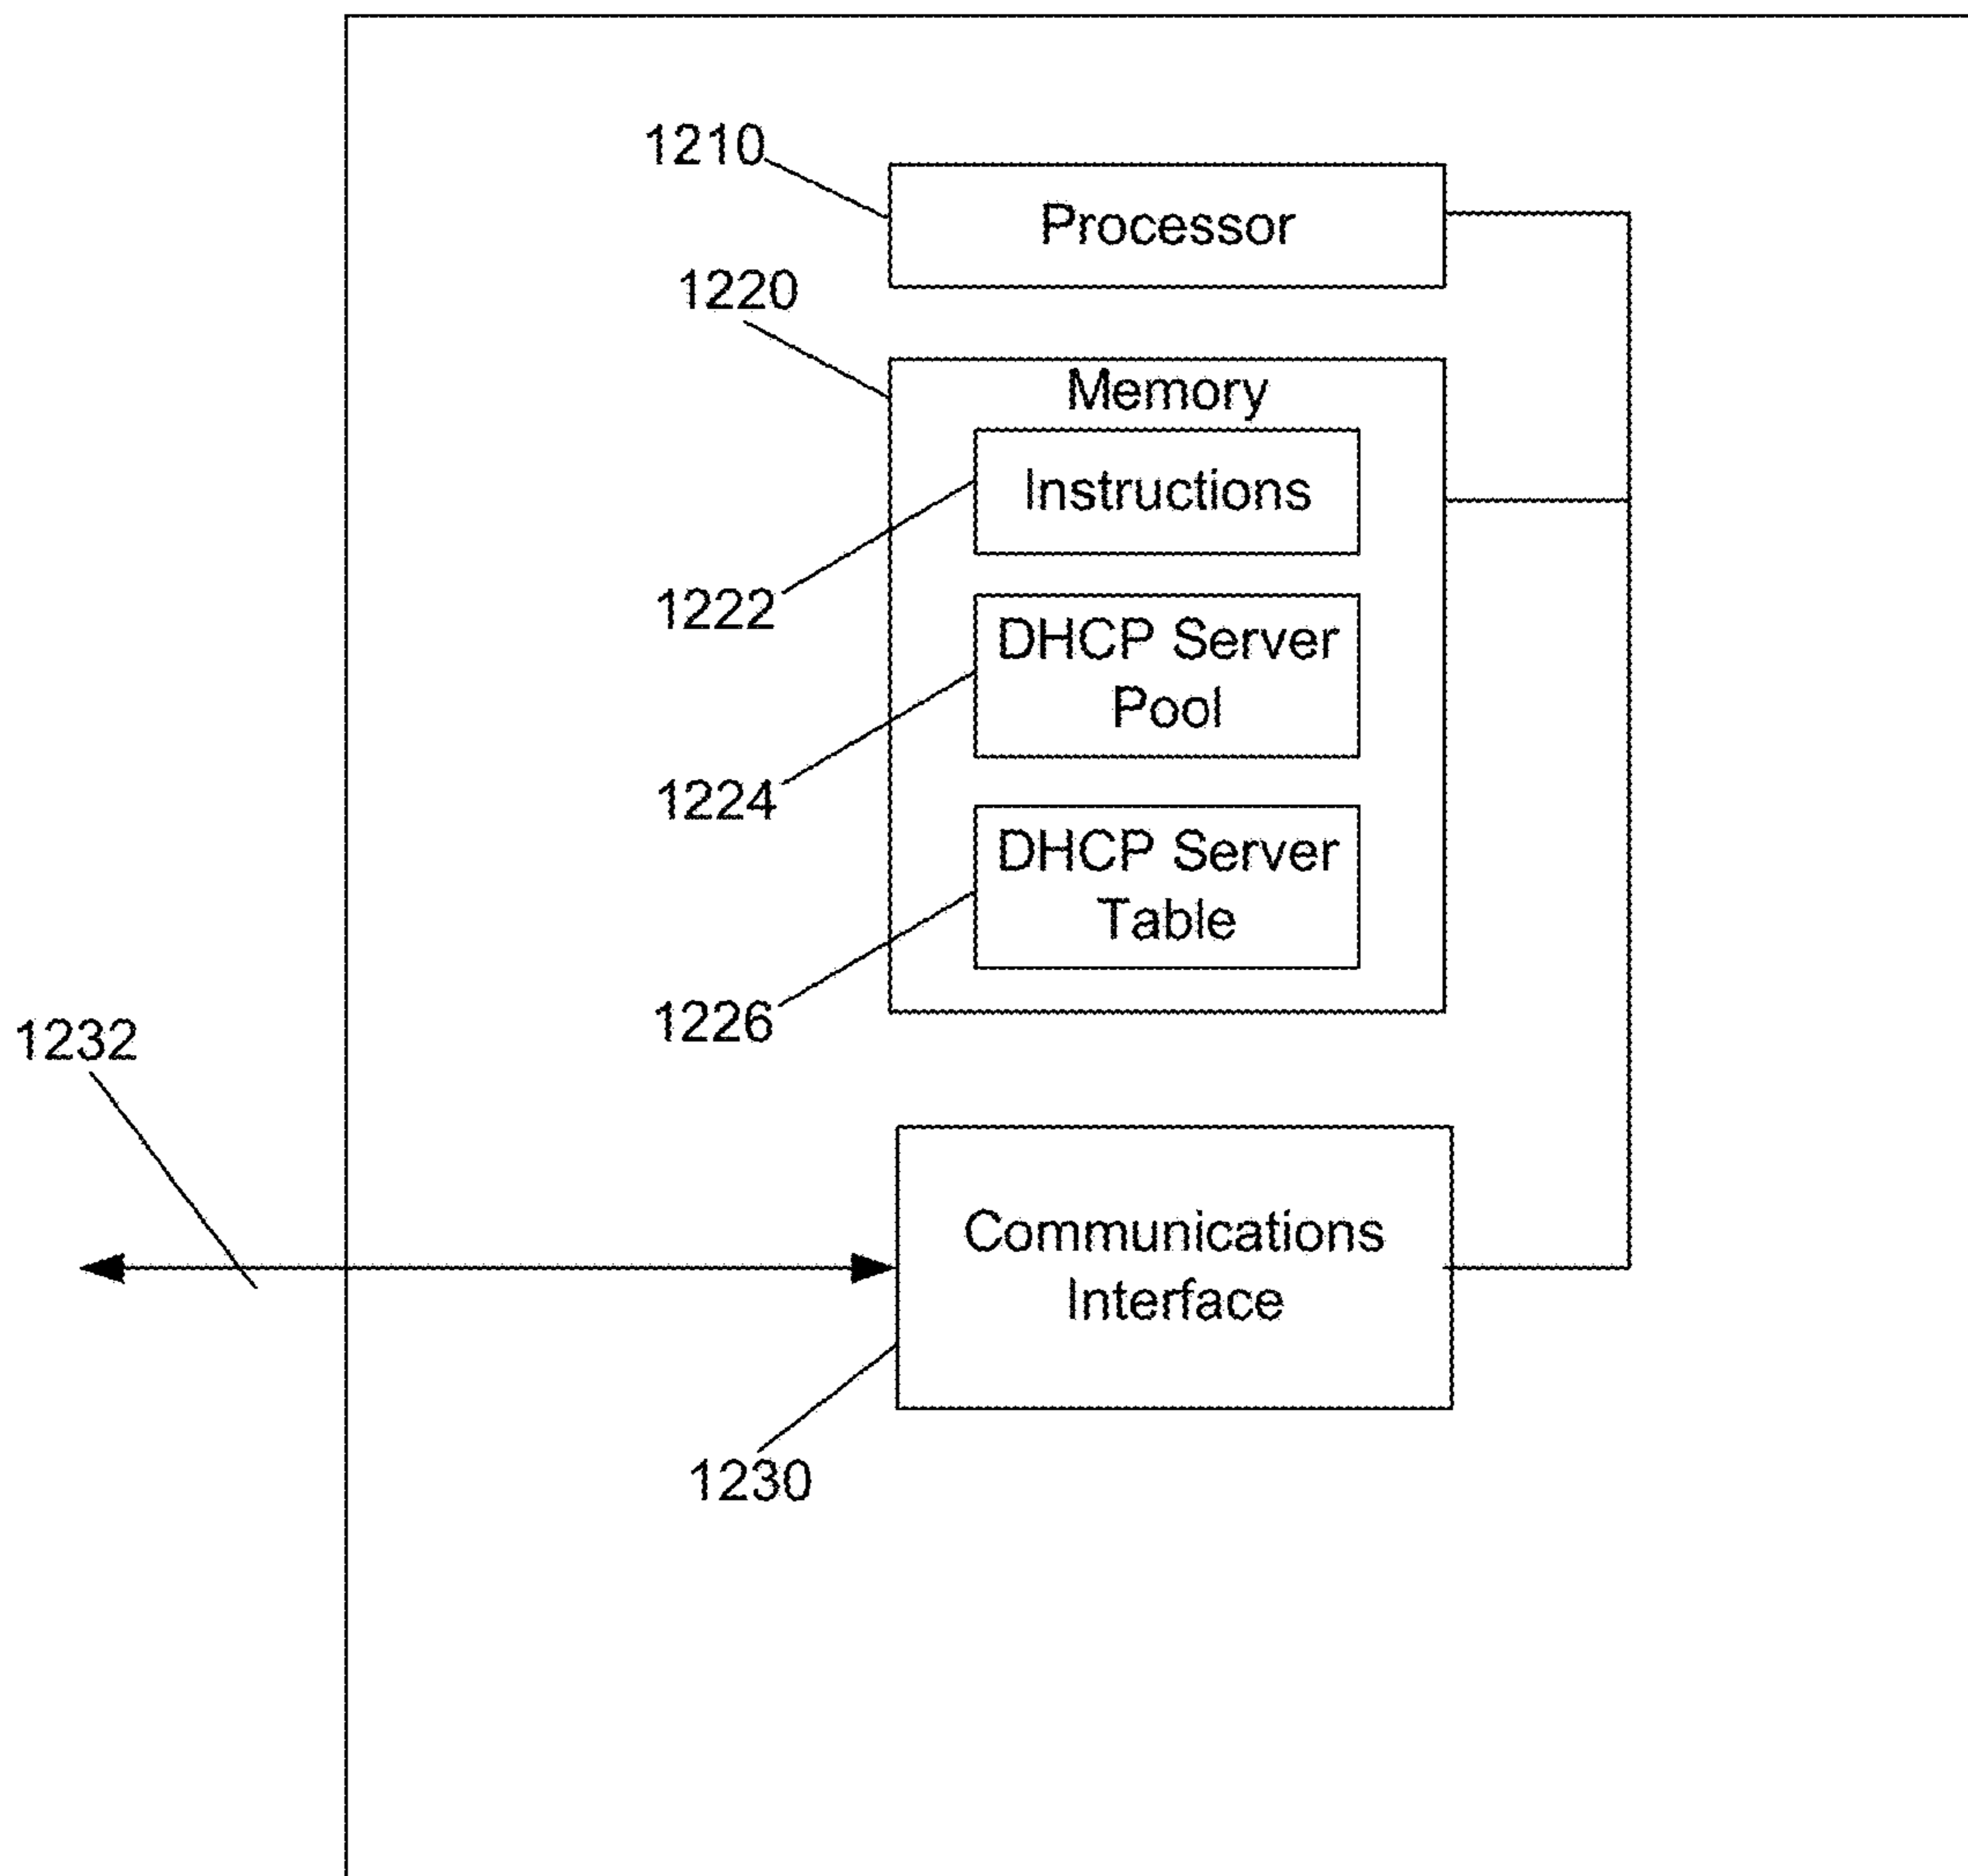 1210
Processor
1220
Memory
Instructions
1222
DHCP Server
Pool
1224
DHCP Server
Table
1226
1232
Communications
Interface
1230